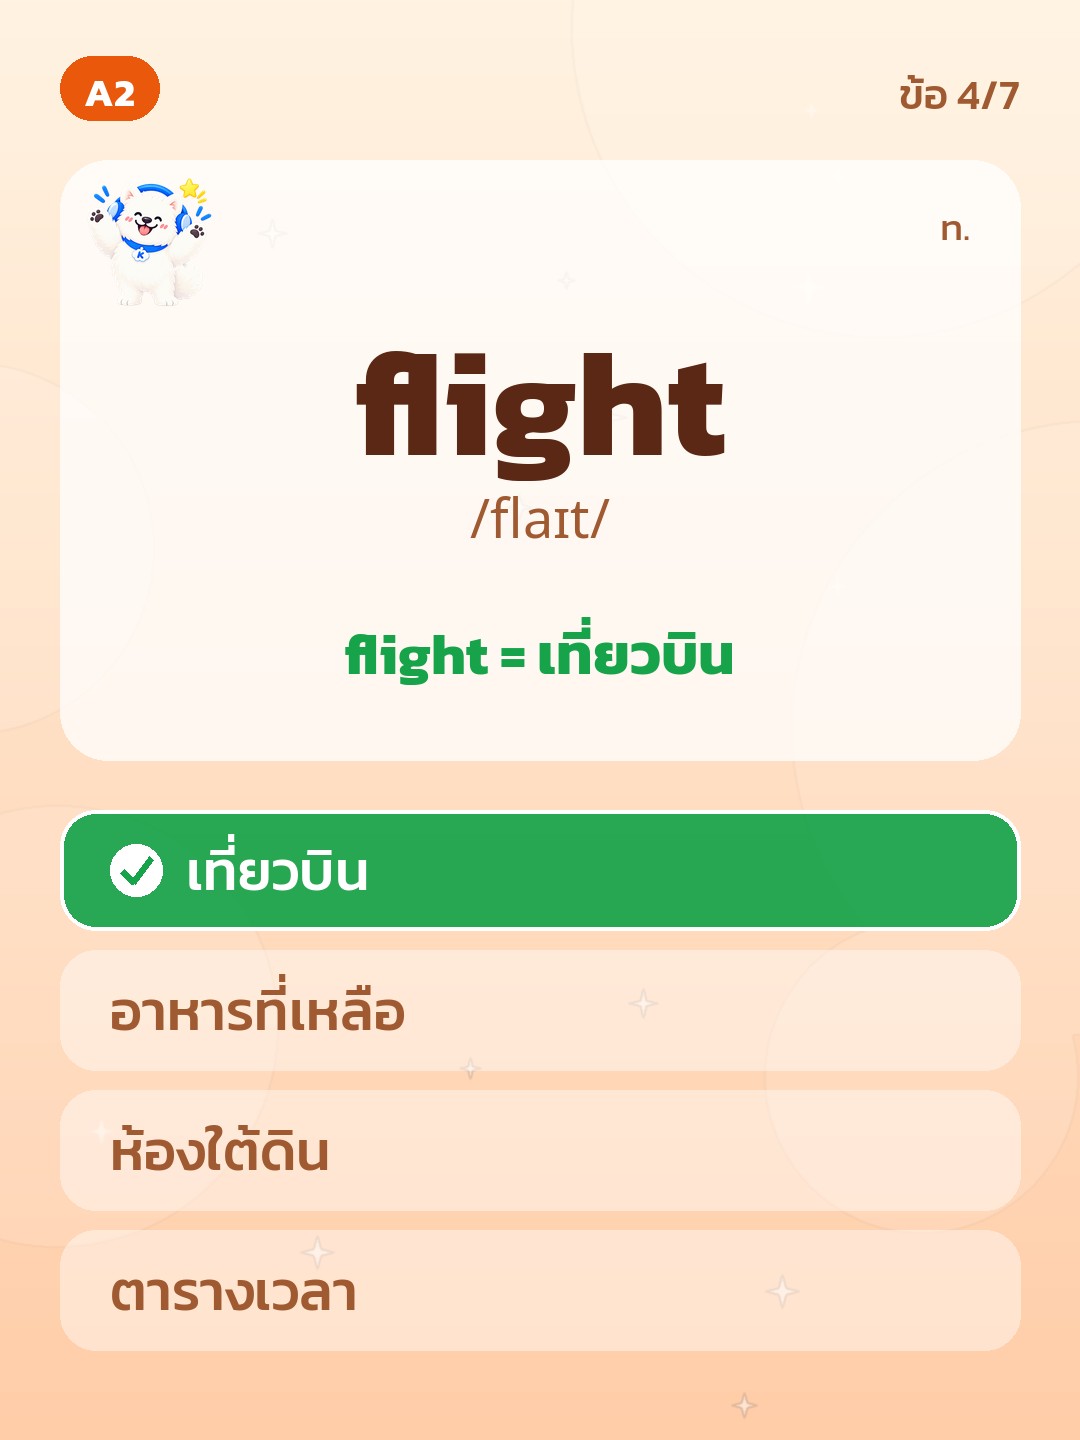 A2
ข้อ 4/7
n.
flight
/flaɪt/
flight = เที่ยวบิน
เที่ยวบิน
อาหารที่เหลือ
ห้องใต้ดิน
ตารางเวลา